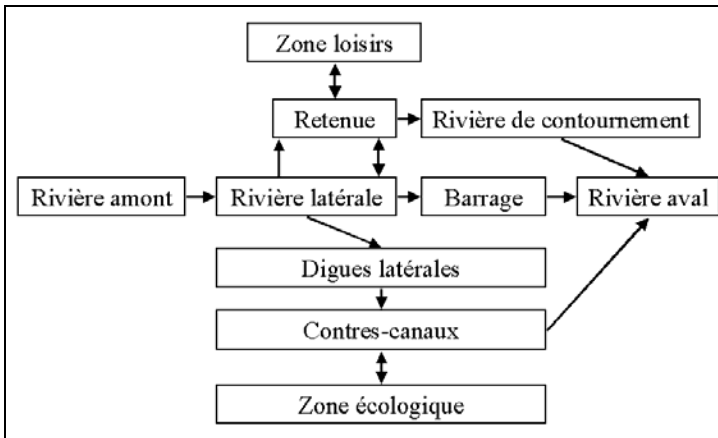 Zone loisirs
Retenue
Rivière de contournement
Rivière amont
Rivière latérale
Barrage
Rivière aval
Digues latérales
Contres-canaux
Zone écologique